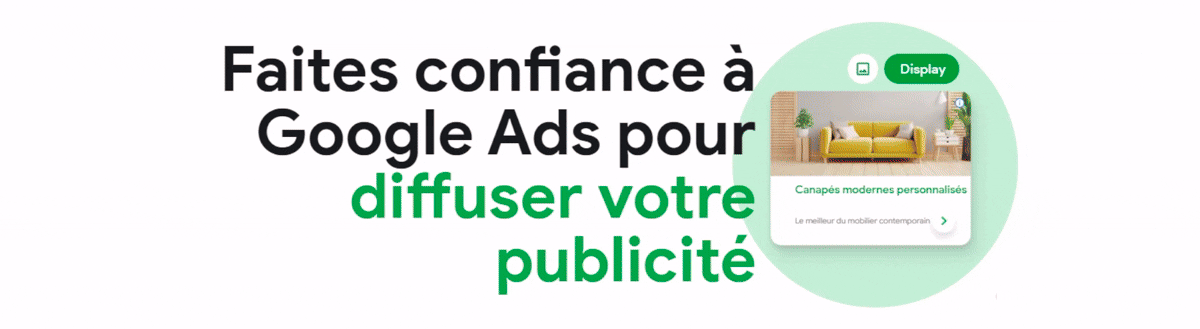 Faites confiance à
Google Ads pour
diffuser votre
publicité
Display
Canapés modernes personnalisés
Le meilleur du mobilier contemporain